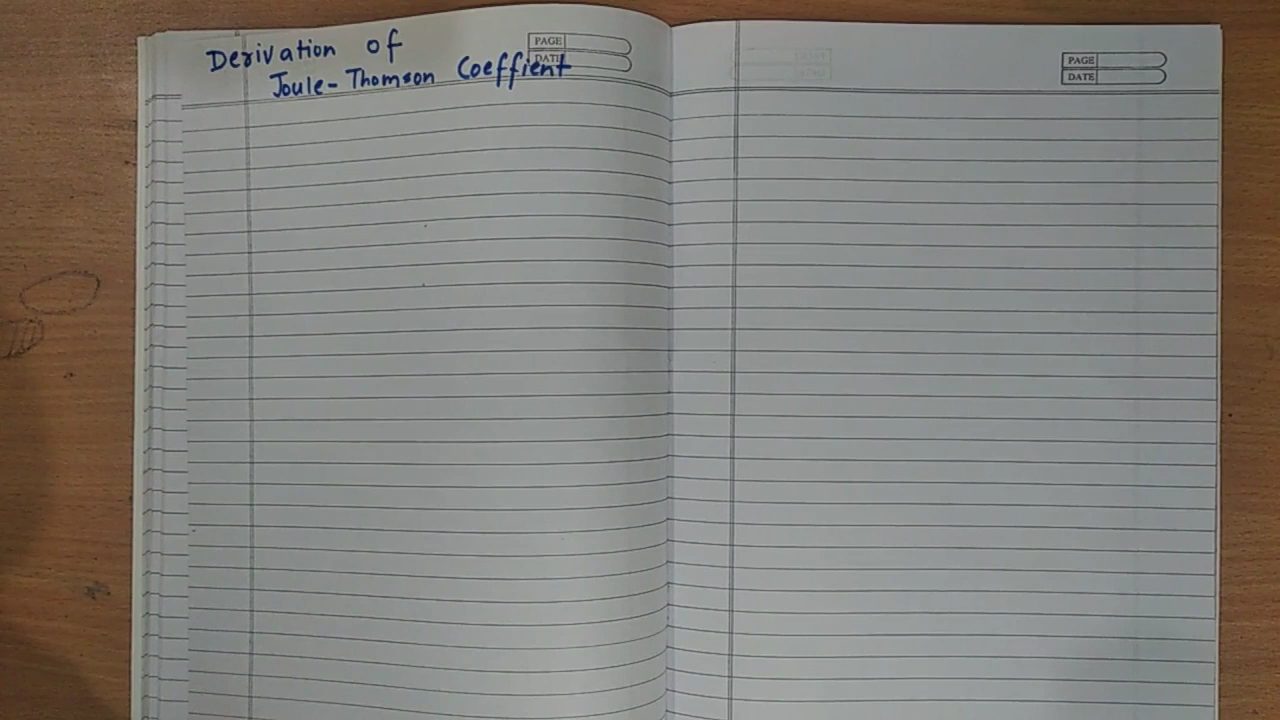 Derivation of
Joule-Thomson Coeffient
PAGE
DATE
PAGE
DATE